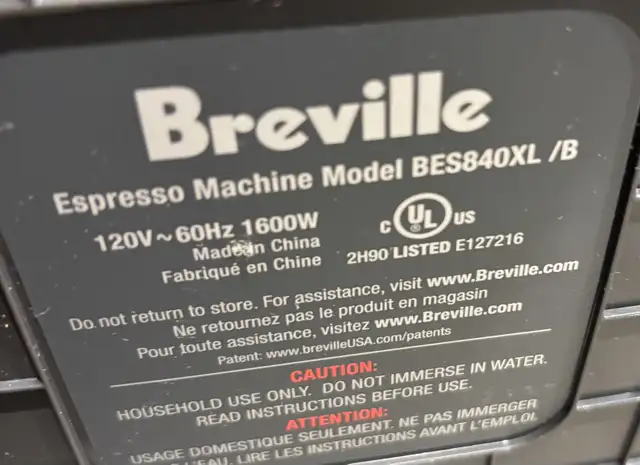 Breville
Espresso Machine Model BES840XL /B
120V~60Hz 1600W
Made in China
Fabriqué en Chine
c UL US
2H90 LISTED E127216
Do not return to store. For assistance, visit www.Breville.com
Ne retournez pas le produit en magasin
Pour toute assistance, visitez www.Breville.com
Patent: www.brevilleUSA.com/patents
CAUTION:
HOUSEHOLD USE ONLY. DO NOT IMMERSE IN WATER.
READ INSTRUCTIONS BEFORE USE.
ATTENTION:
USAGE DOMESTIQUE SEULEMENT. NE PAS IMMERGER
L'EAU. LIRE LES INSTRUCTIONS AVANT L'EMPLOI